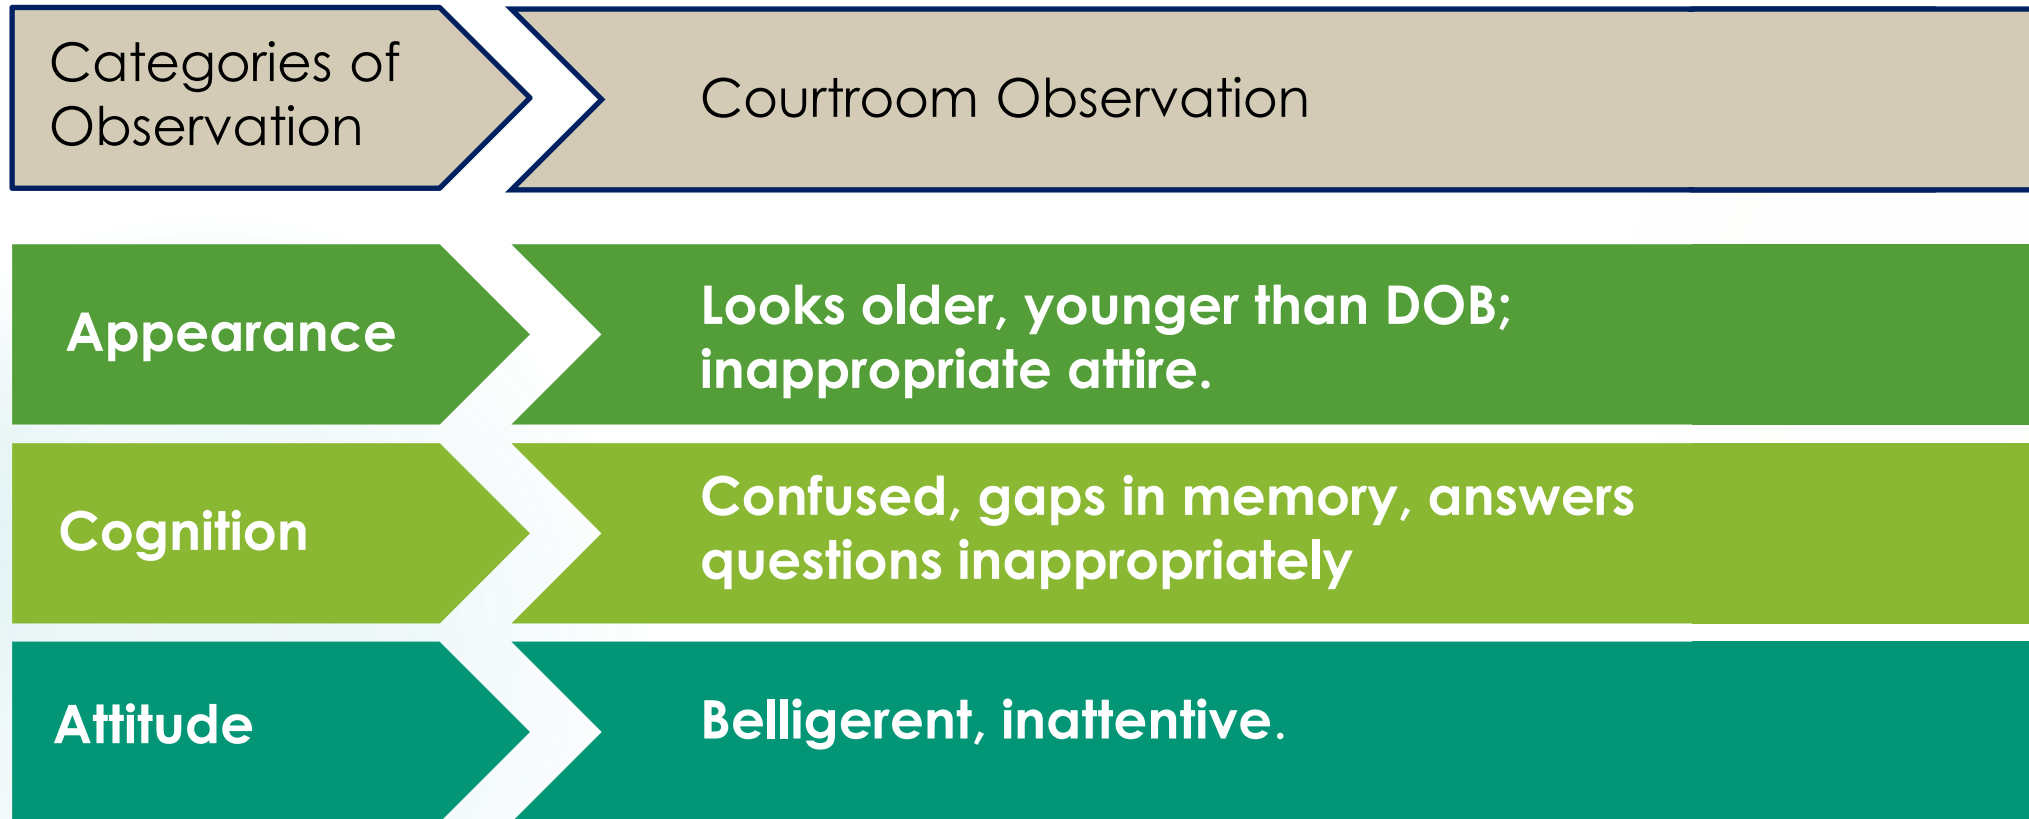 Categories of
Observation
Courtroom Observation
Appearance
Looks older, younger than DOB;
inappropriate attire.
Cognition
Confused, gaps in memory, answers
questions inappropriately
Attitude
Belligerent, inattentive.